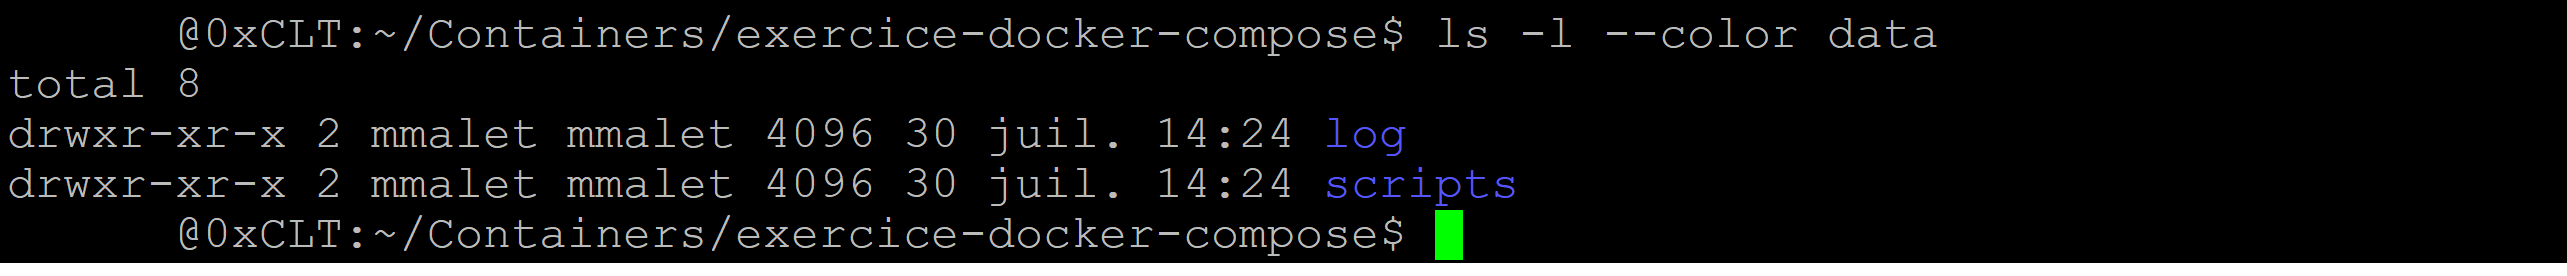 @0xCLT:~/Containers/exercice-docker-compose$ ls -l --color data
total 8
drwxr-xr-x 2 mmalet mmalet 4096 30 juil. 14:24 log
drwxr-xr-x 2 mmalet mmalet 4096 30 juil. 14:24 scripts
@0xCLT:~/Containers/exercice-docker-compose$